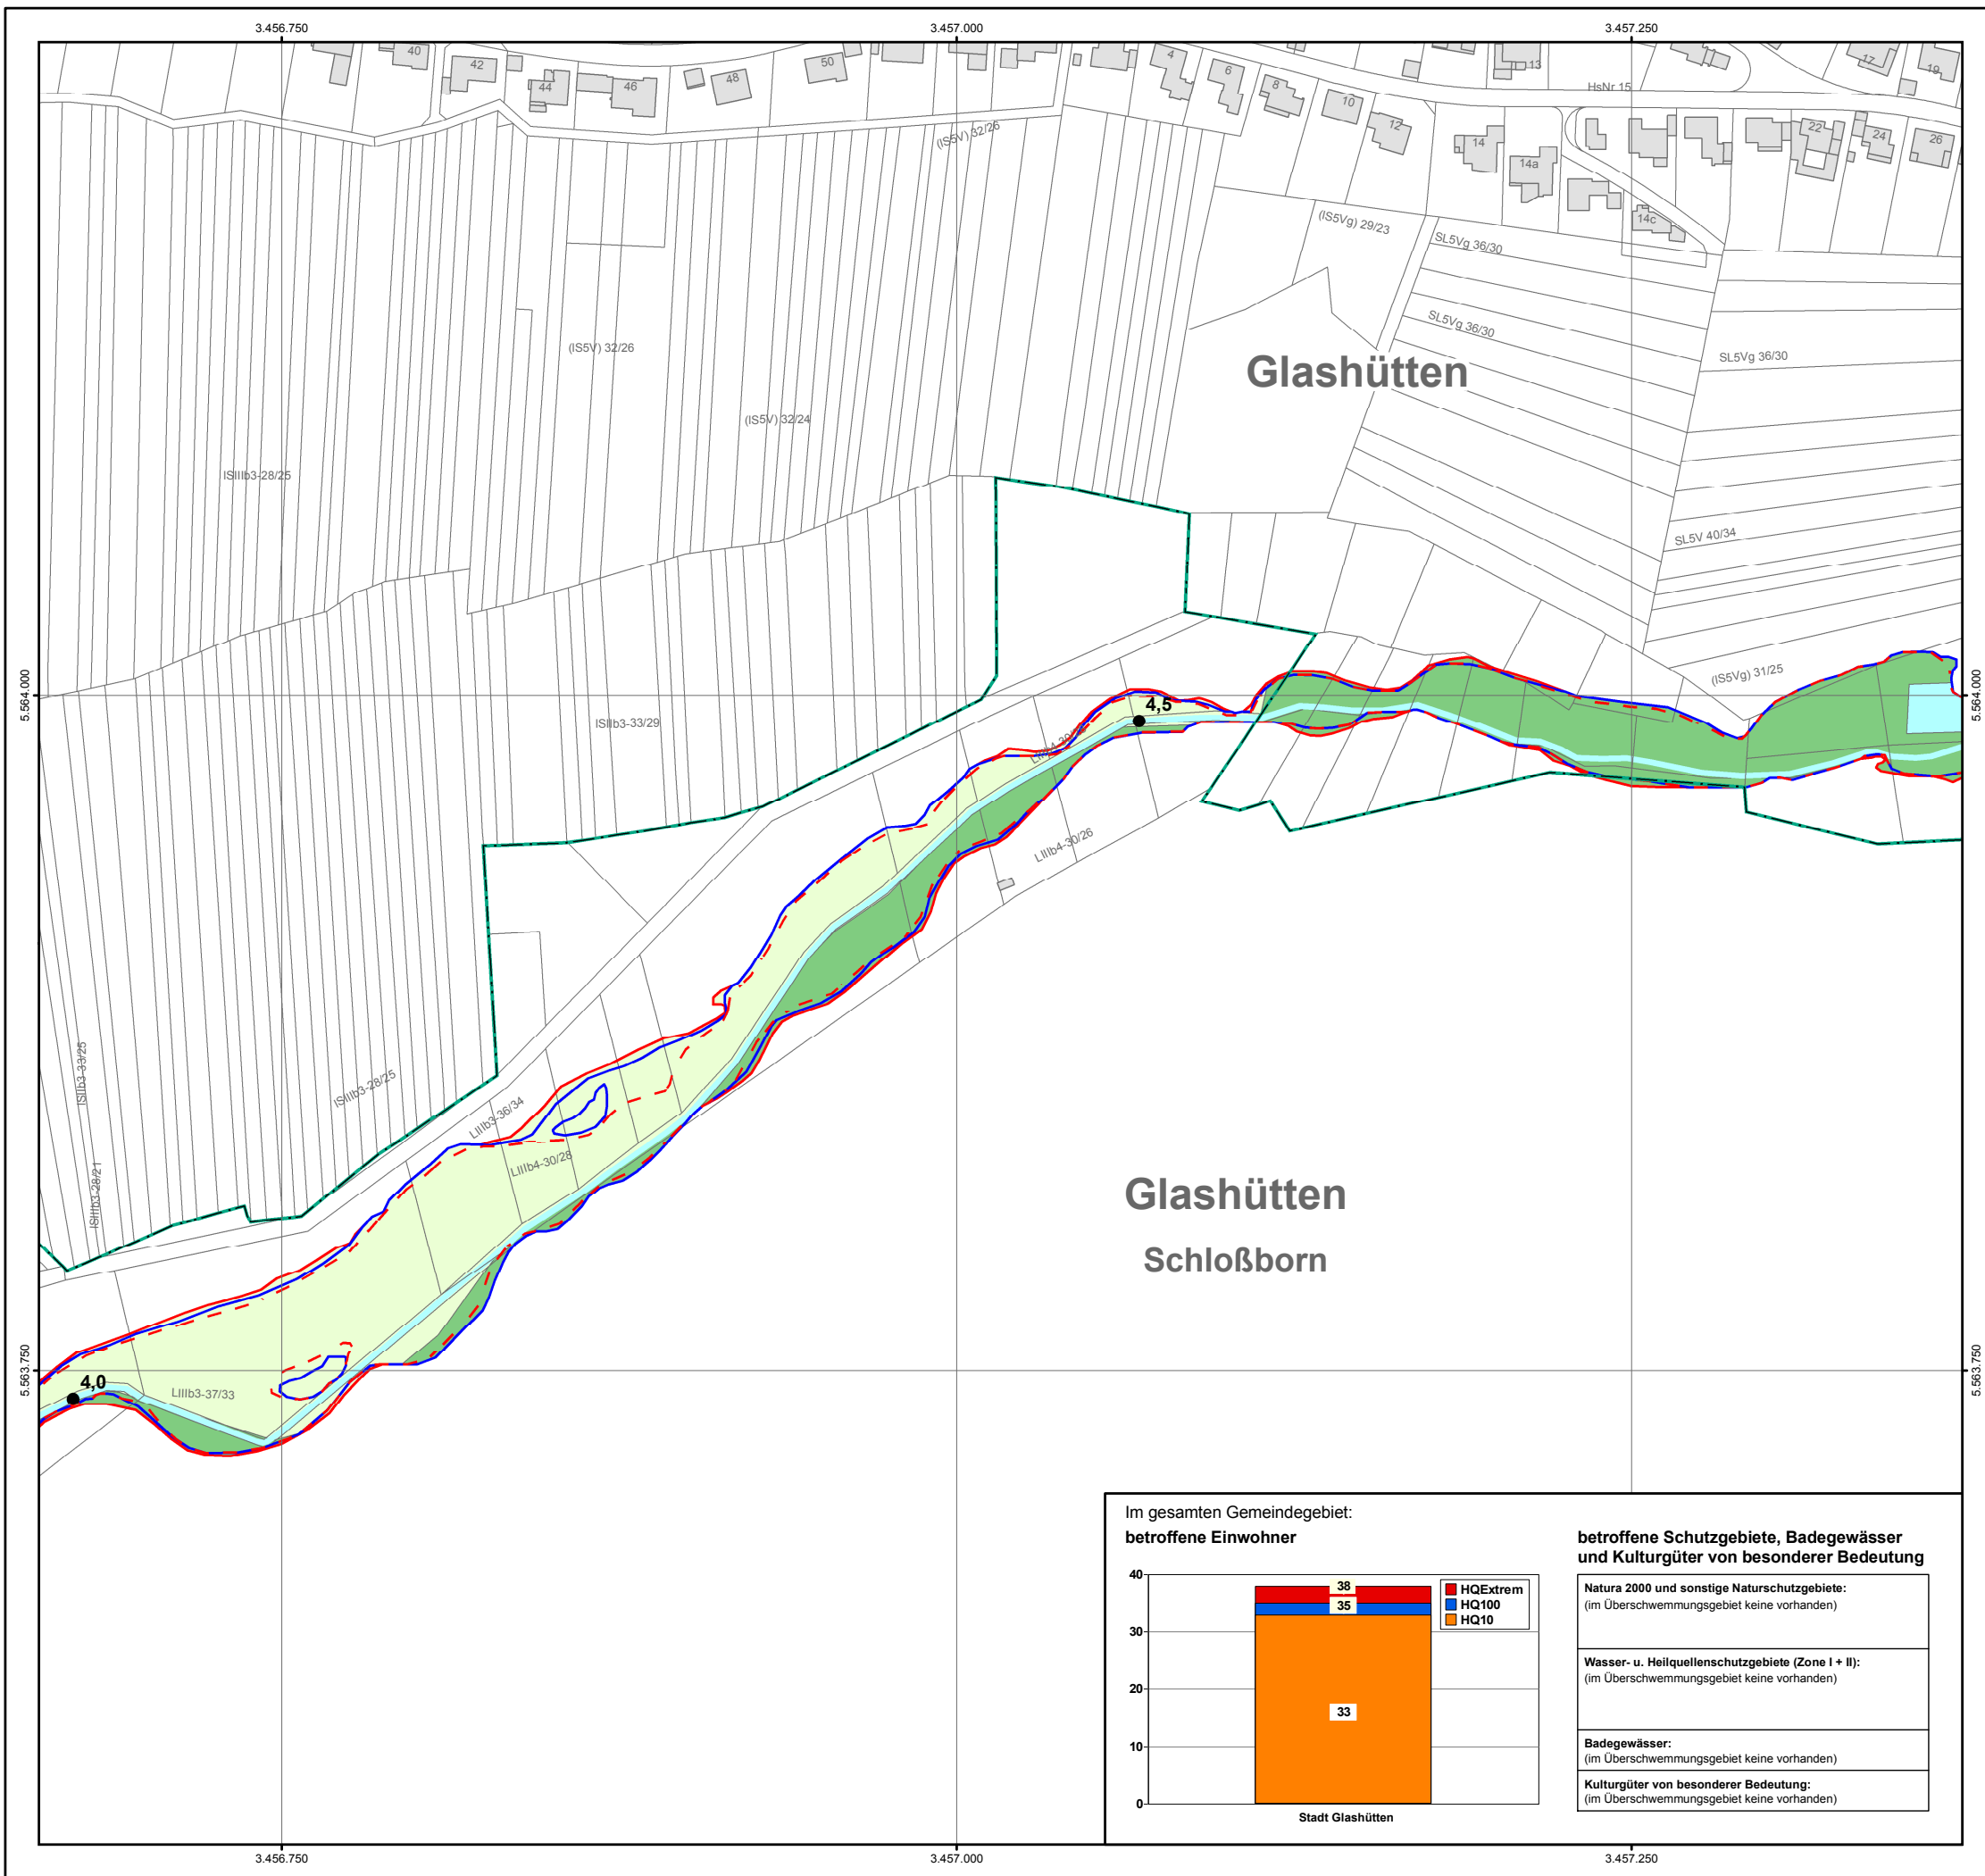 3.456.750
3.457.000
3.457.250
40
42
44
46
48
50
4
6
8
10
12
13
HsNr 15
17
19
14
14a
14c
22
24
26
(lS5V) 32/26
(lS5Vg) 29/23
SL5Vg 36/30
SL5Vg 36/30
(lS5V) 32/26
SL5Vg 36/30
Glashütten
(lS5V) 32/24
lSIIIb3-28/25
SL5V 40/34
5.564.000
5.564.000
(lS5Vg) 31/25
4,5
lSIIb3-33/29
LIIIb4-30/26
lSIIb3-33/25
lSIIIb3-28/25
LIIIb3-36/34
LIIIb4-30/28
lSIIIb3-28/21
Glashütten
Schloßborn
5.563.750
5.563.750
4,0
LIIIb3-37/33
Im gesamten Gemeindegebiet:
betroffene Einwohner
40
30
20
10
0
38
35
33
HQExtrem
HQ100
HQ10
Stadt Glashütten
betroffene Schutzgebiete, Badegewässer
und Kulturgüter von besonderer Bedeutung
Natura 2000 und sonstige Naturschutzgebiete:
(im Überschwemmungsgebiet keine vorhanden)
Wasser- u. Heilquellenschutzgebiete (Zone I + II):
(im Überschwemmungsgebiet keine vorhanden)
Badegewässer:
(im Überschwemmungsgebiet keine vorhanden)
Kulturgüter von besonderer Bedeutung:
(im Überschwemmungsgebiet keine vorhanden)
3.456.750
3.457.000
3.457.250